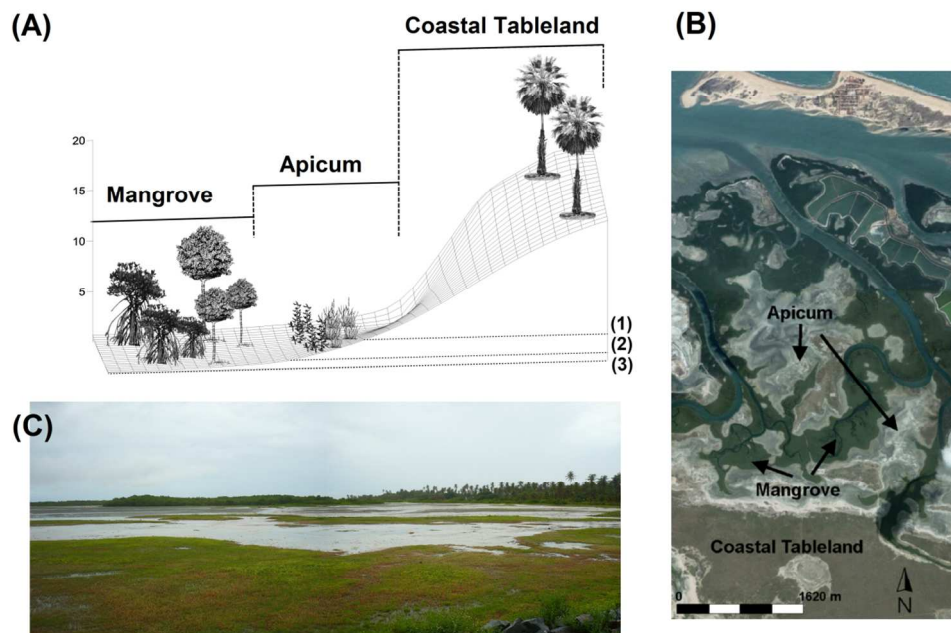 (A)
Coastal Tableland
Apicum
Mangrove
20
15
10
5
(1)
(2)
(3)
(B)
Apicum
Mangrove
Coastal Tableland
0
1620 m
N
(C)